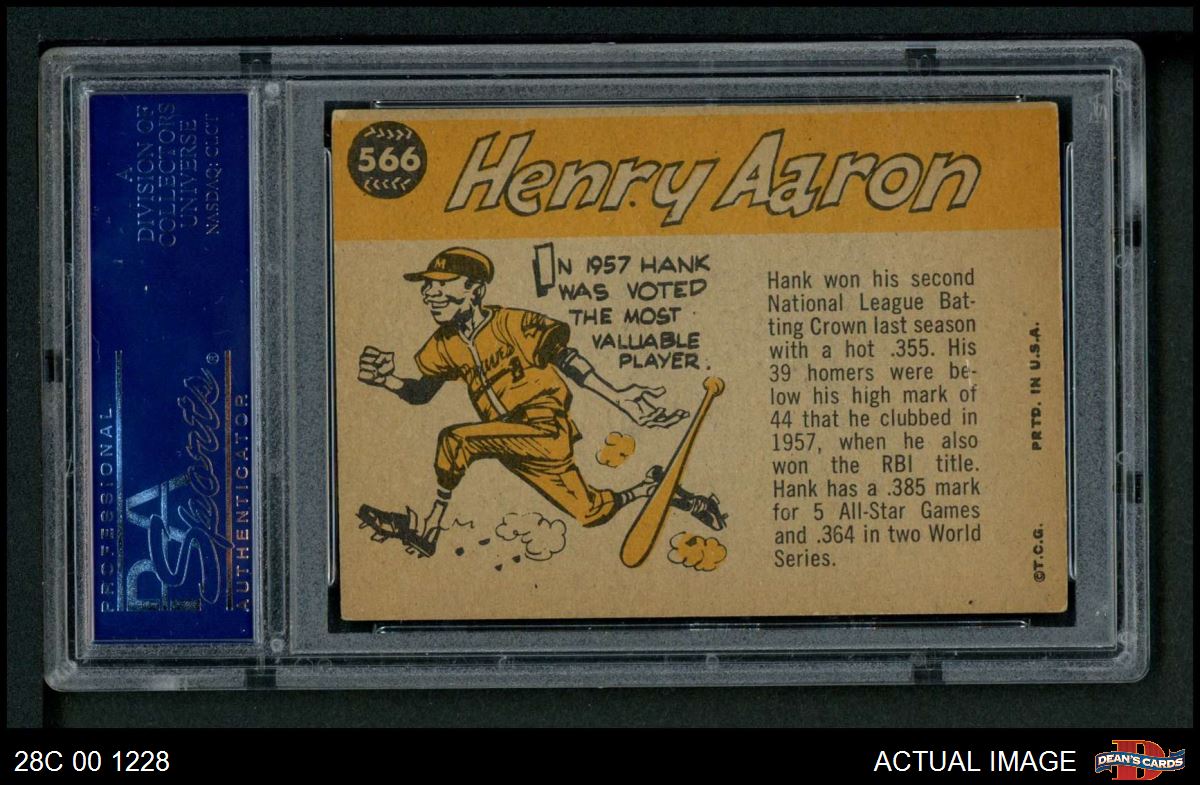 A
DIVISION OF
COLLECTORS
UNIVERSE
NASDAQ: CLCT
PROFESSIONAL
PSA
Sports®
AUTHENTICATOR
566
Henry Aaron
IN 1957 HANK
WAS VOTED
THE MOST
VALUABLE
PLAYER.
M
Braves
Hank won his second
National League Bat-
ting Crown last season
with a hot .355. His
39 homers were be-
low his high mark of
44 that he clubbed in
1957, when he also
won the RBI title.
Hank has a .385 mark
for 5 All-Star Games
and .364 in two World
Series.
©T.C.G. PRTD. IN U.S.A.
28C 00 1228
ACTUAL IMAGE
D
DEAN'S CARDS